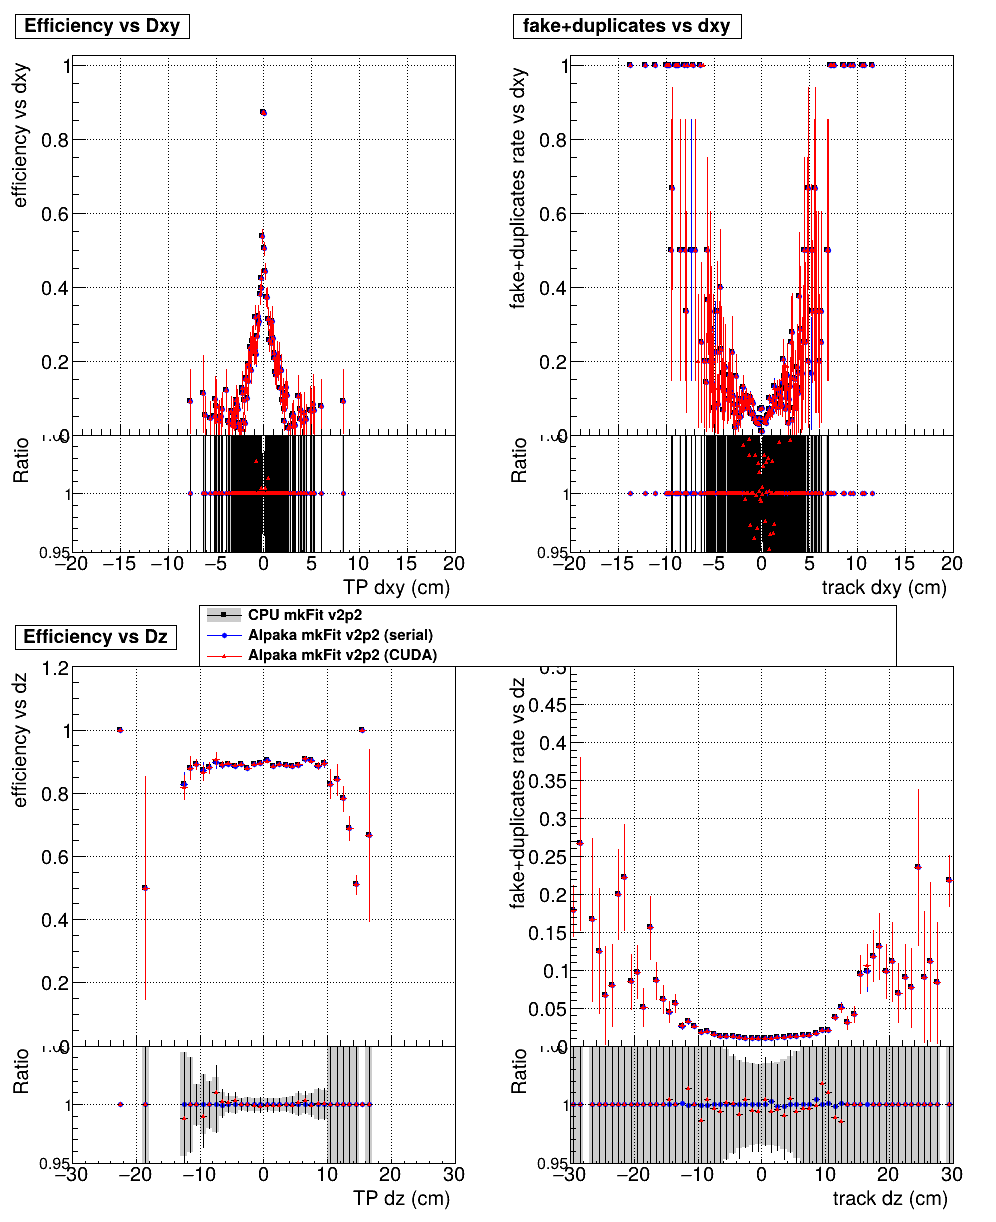 Efficiency vs Dxy
fake+duplicates vs dxy
efficiency vs dxy
1
0.8
0.6
0.4
0.2
0
fake+duplicates rate vs dxy
1
0.8
0.6
0.4
0.2
0
Ratio
1
0.95
−20 −15 −10 −5 0 5 10 15 20
TP dxy (cm)
Ratio
1
0.95
−20 −15 −10 −5 0 5 10 15 20
track dxy (cm)
CPU mkFit v2p2
Alpaka mkFit v2p2 (serial)
Alpaka mkFit v2p2 (CUDA)
Efficiency vs Dz
efficiency vs dz
1.2
1
0.8
0.6
0.4
0.2
0
fake+duplicates rate vs dz
0.5
0.45
0.4
0.35
0.3
0.25
0.2
0.15
0.1
0.05
0
Ratio
1
0.95
−30 −20 −10 0 10 20 30
TP dz (cm)
Ratio
1
0.95
−30 −20 −10 0 10 20 30
track dz (cm)